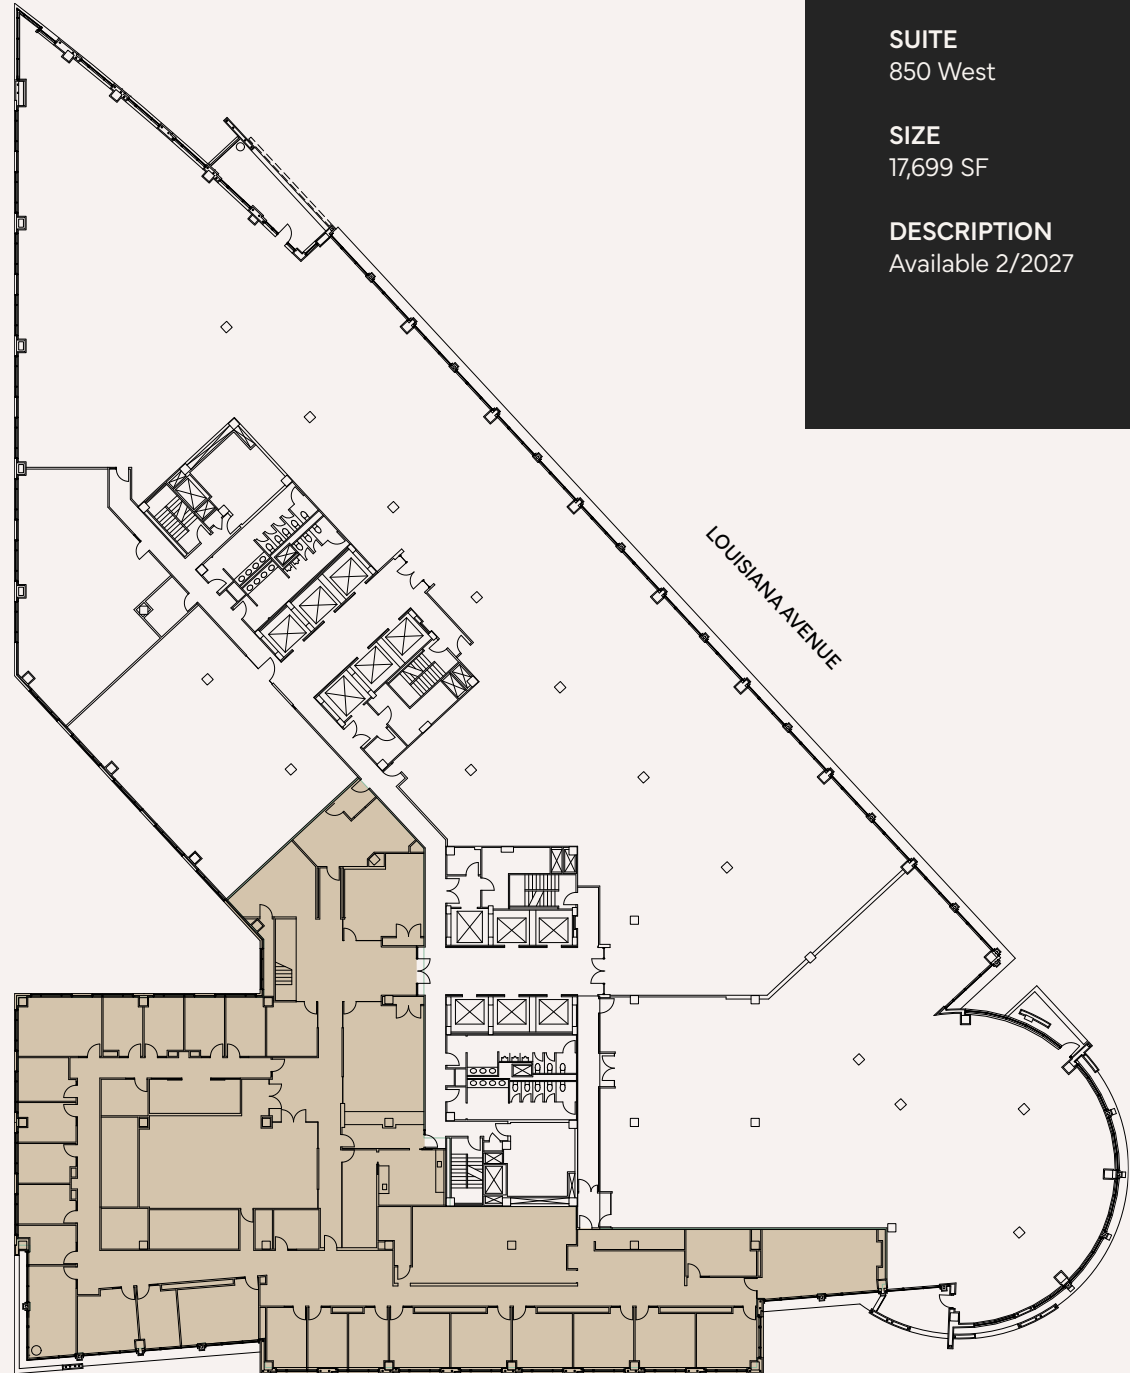 SUITE
850 West
SIZE
17,699 SF
DESCRIPTION
Available 2/2027
LOUISIANA AVENUE